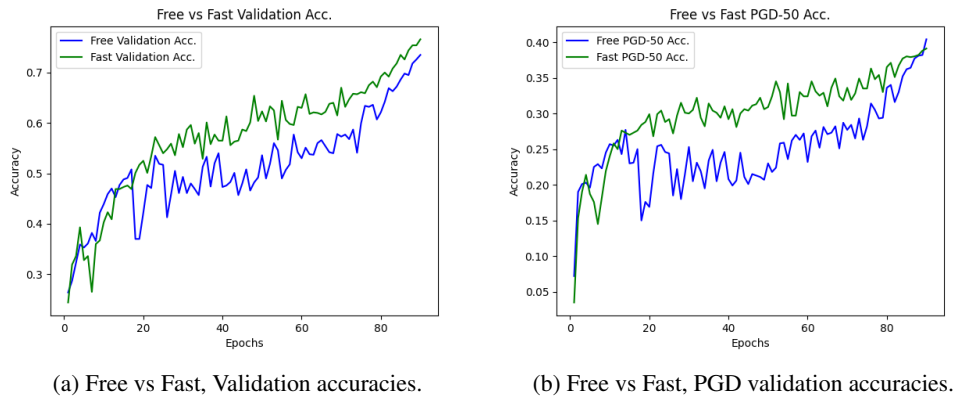 Free vs Fast Validation Acc.
Free Validation Acc.
Fast Validation Acc.
0.7
0.6
0.5
0.4
0.3
Accuracy
0 20 40 60 80
Epochs
(a) Free vs Fast, Validation accuracies.
Free vs Fast PGD-50 Acc.
Free PGD-50 Acc.
Fast PGD-50 Acc.
0.40
0.35
0.30
0.25
0.20
0.15
0.10
0.05
Accuracy
0 20 40 60 80
Epochs
(b) Free vs Fast, PGD validation accuracies.